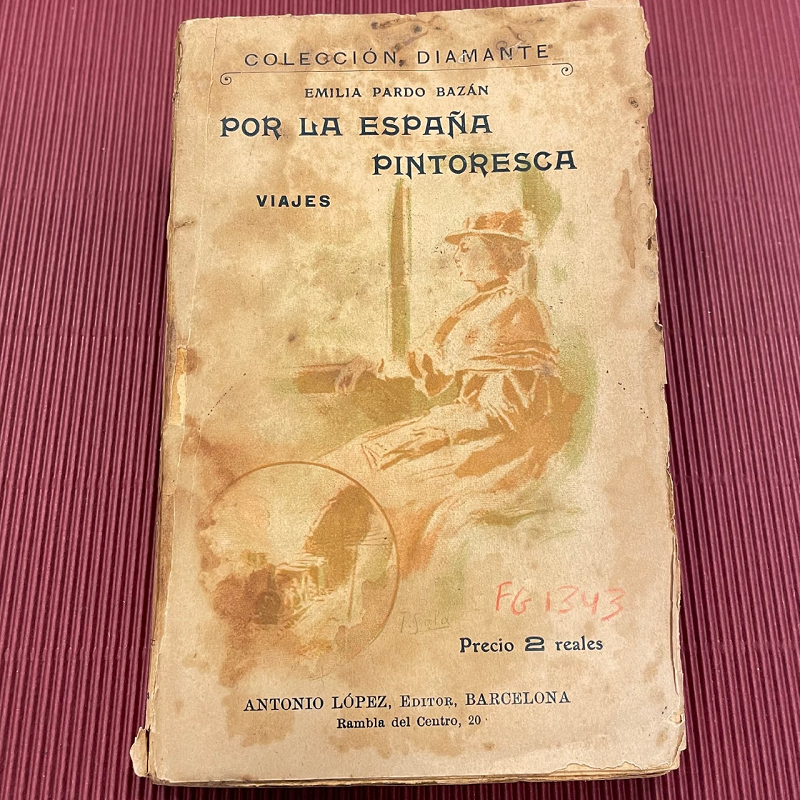 COLECCIÓN DIAMANTE
EMILIA PARDO BAZÁN
POR LA ESPAÑA
PINTORESCA
VIAJES
FG 1343
Precio 2 reales
ANTONIO LÓPEZ, EDITOR, BARCELONA
Rambla del Centro, 20